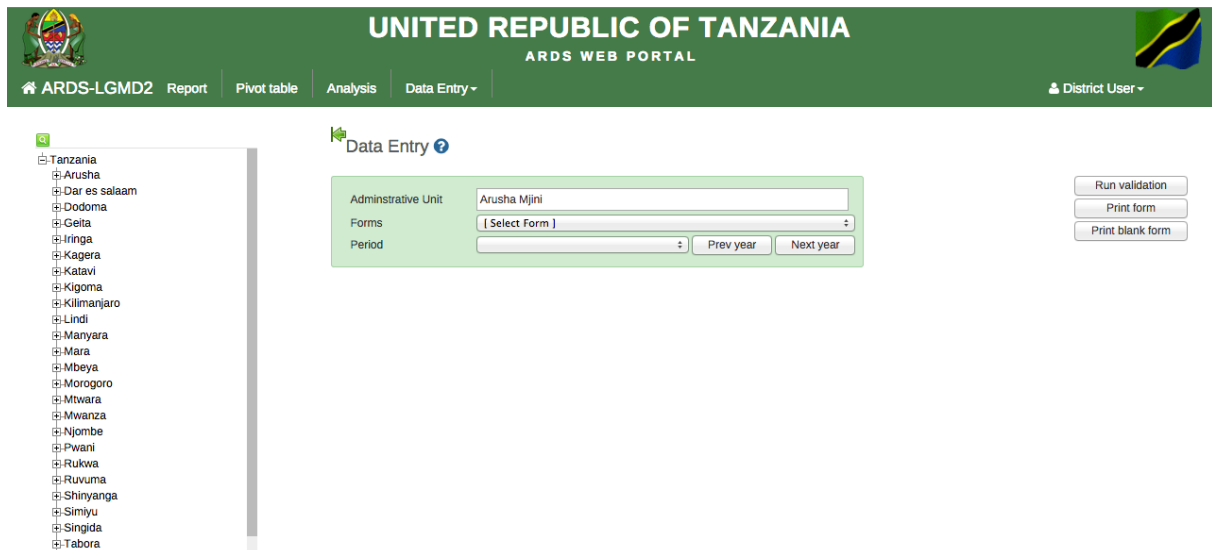 UNITED REPUBLIC OF TANZANIA
ARDS WEB PORTAL
ARDS-LGMD2 Report Pivot table Analysis Data Entry District User
Tanzania
Arusha
Dar es salaam
Dodoma
Geita
Iringa
Kagera
Katavi
Kigoma
Kilimanjaro
Lindi
Manyara
Mara
Mbeya
Morogoro
Mtwara
Mwanza
Njombe
Pwani
Rukwa
Ruvuma
Shinyanga
Simiyu
Singida
Tabora
Data Entry ?
Adminstrative Unit Arusha Mjini
Forms [ Select Form ]
Period Prev year Next year
Run validation
Print form
Print blank form